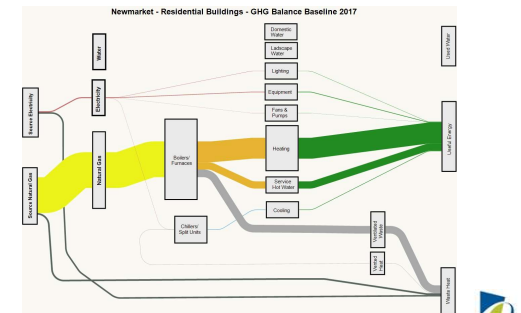 Newmarket - Residential Buildings - GHG Balance Baseline 2017
Domestic
Water
Ladscape
Water
Lighting
Equipment
Fans &
Pumps
Heating
Service
Hot Water
Cooling
Water
Electricity
Natural Gas
Source Electricity
Source Natural Gas
Boilers/
Furnaces
Chillers/
Split Units
Ventilated
Waste
Vented
Heat
Used Water
Useful Energy
Waste Heat